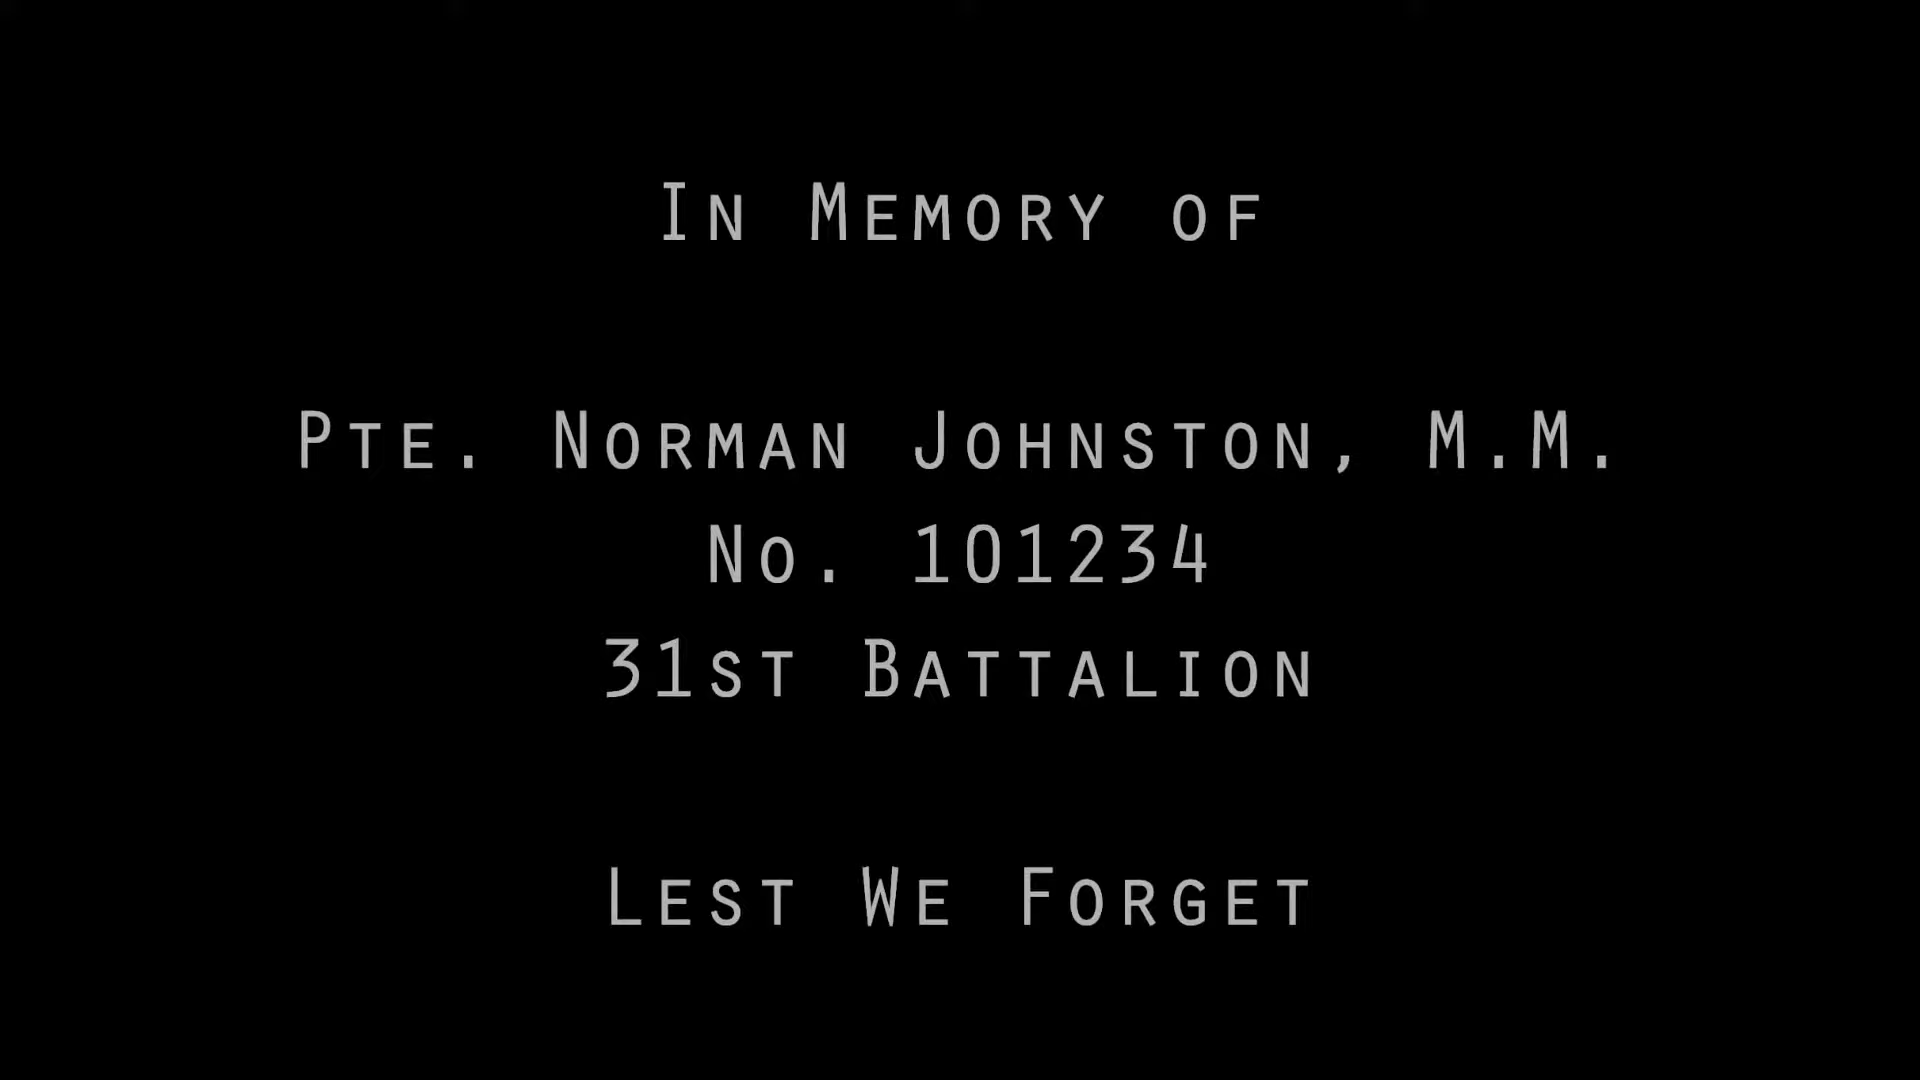 In Memory of
Pte. Norman Johnston, M.M.
No. 101234
31st Battalion
Lest We Forget